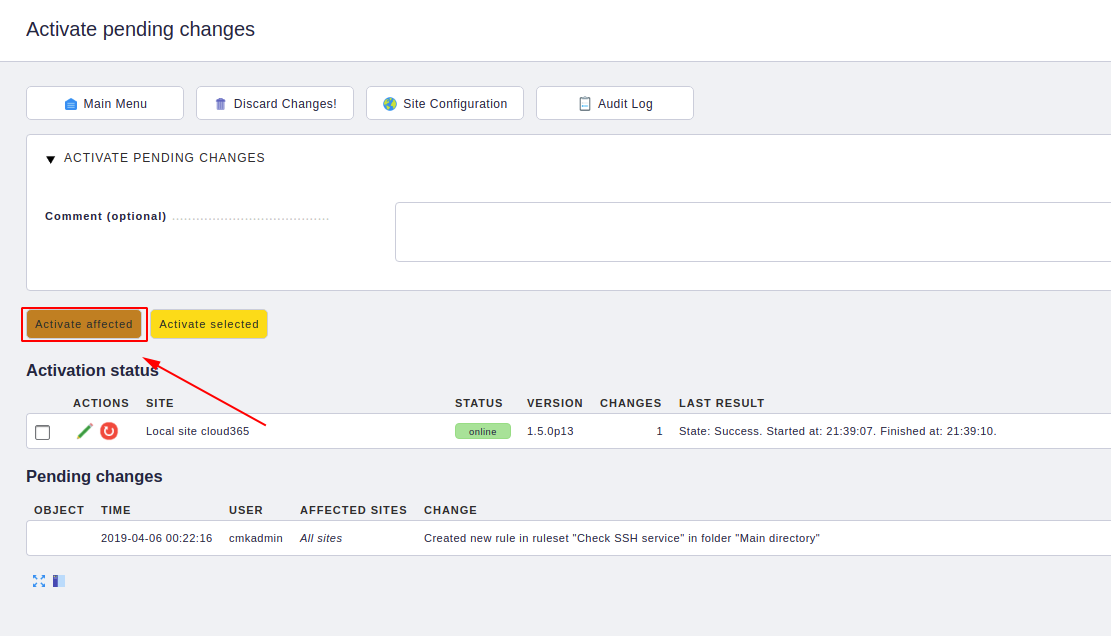 Activate pending changes
Main Menu Discard Changes! Site Configuration Audit Log
ACTIVATE PENDING CHANGES
Comment (optional)
Activate affected Activate selected
Activation status
ACTIONS SITE STATUS VERSION CHANGES LAST RESULT
Local site cloud365 online 1.5.0p13 1 State: Success. Started at: 21:39:07. Finished at: 21:39:10.
Pending changes
OBJECT TIME USER AFFECTED SITES CHANGE
2019-04-06 00:22:16 cmkadmin All sites Created new rule in ruleset "Check SSH service" in folder "Main directory"